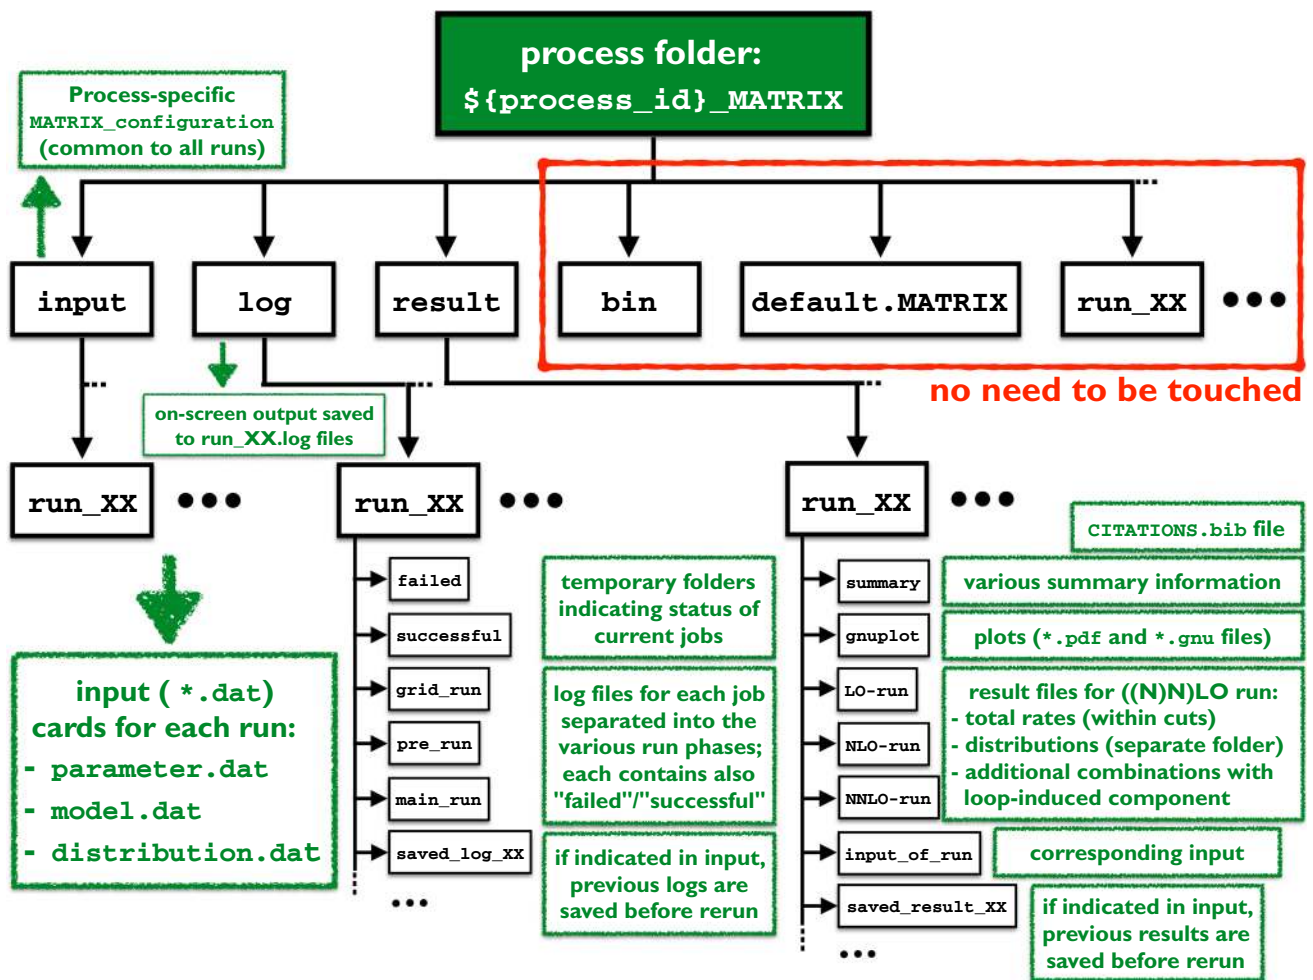 process folder:
${process_id}_MATRIX
Process-specific
MATRIX_configuration
(common to all runs)
input
log
result
bin
default.MATRIX
run_XX
•••
no need to be touched
on-screen output saved
to run_XX.log files
run_XX
•••
run_XX
•••
run_XX
•••
input ( *.dat)
cards for each run:
- parameter.dat
- model.dat
- distribution.dat
failed
successful
grid_run
pre_run
main_run
saved_log_XX
•••
temporary folders
indicating status of
current jobs
log files for each job
separated into the
various run phases;
each contains also
"failed"/"successful"
if indicated in input,
previous logs are
saved before rerun
summary
gnuplot
LO-run
NLO-run
NNLO-run
input_of_run
saved_result_XX
•••
CITATIONS.bib file
various summary information
plots (*.pdf and *.gnu files)
result files for ((N)N)LO run:
- total rates (within cuts)
- distributions (separate folder)
- additional combinations with
loop-induced component
corresponding input
if indicated in input,
previous results are
saved before rerun